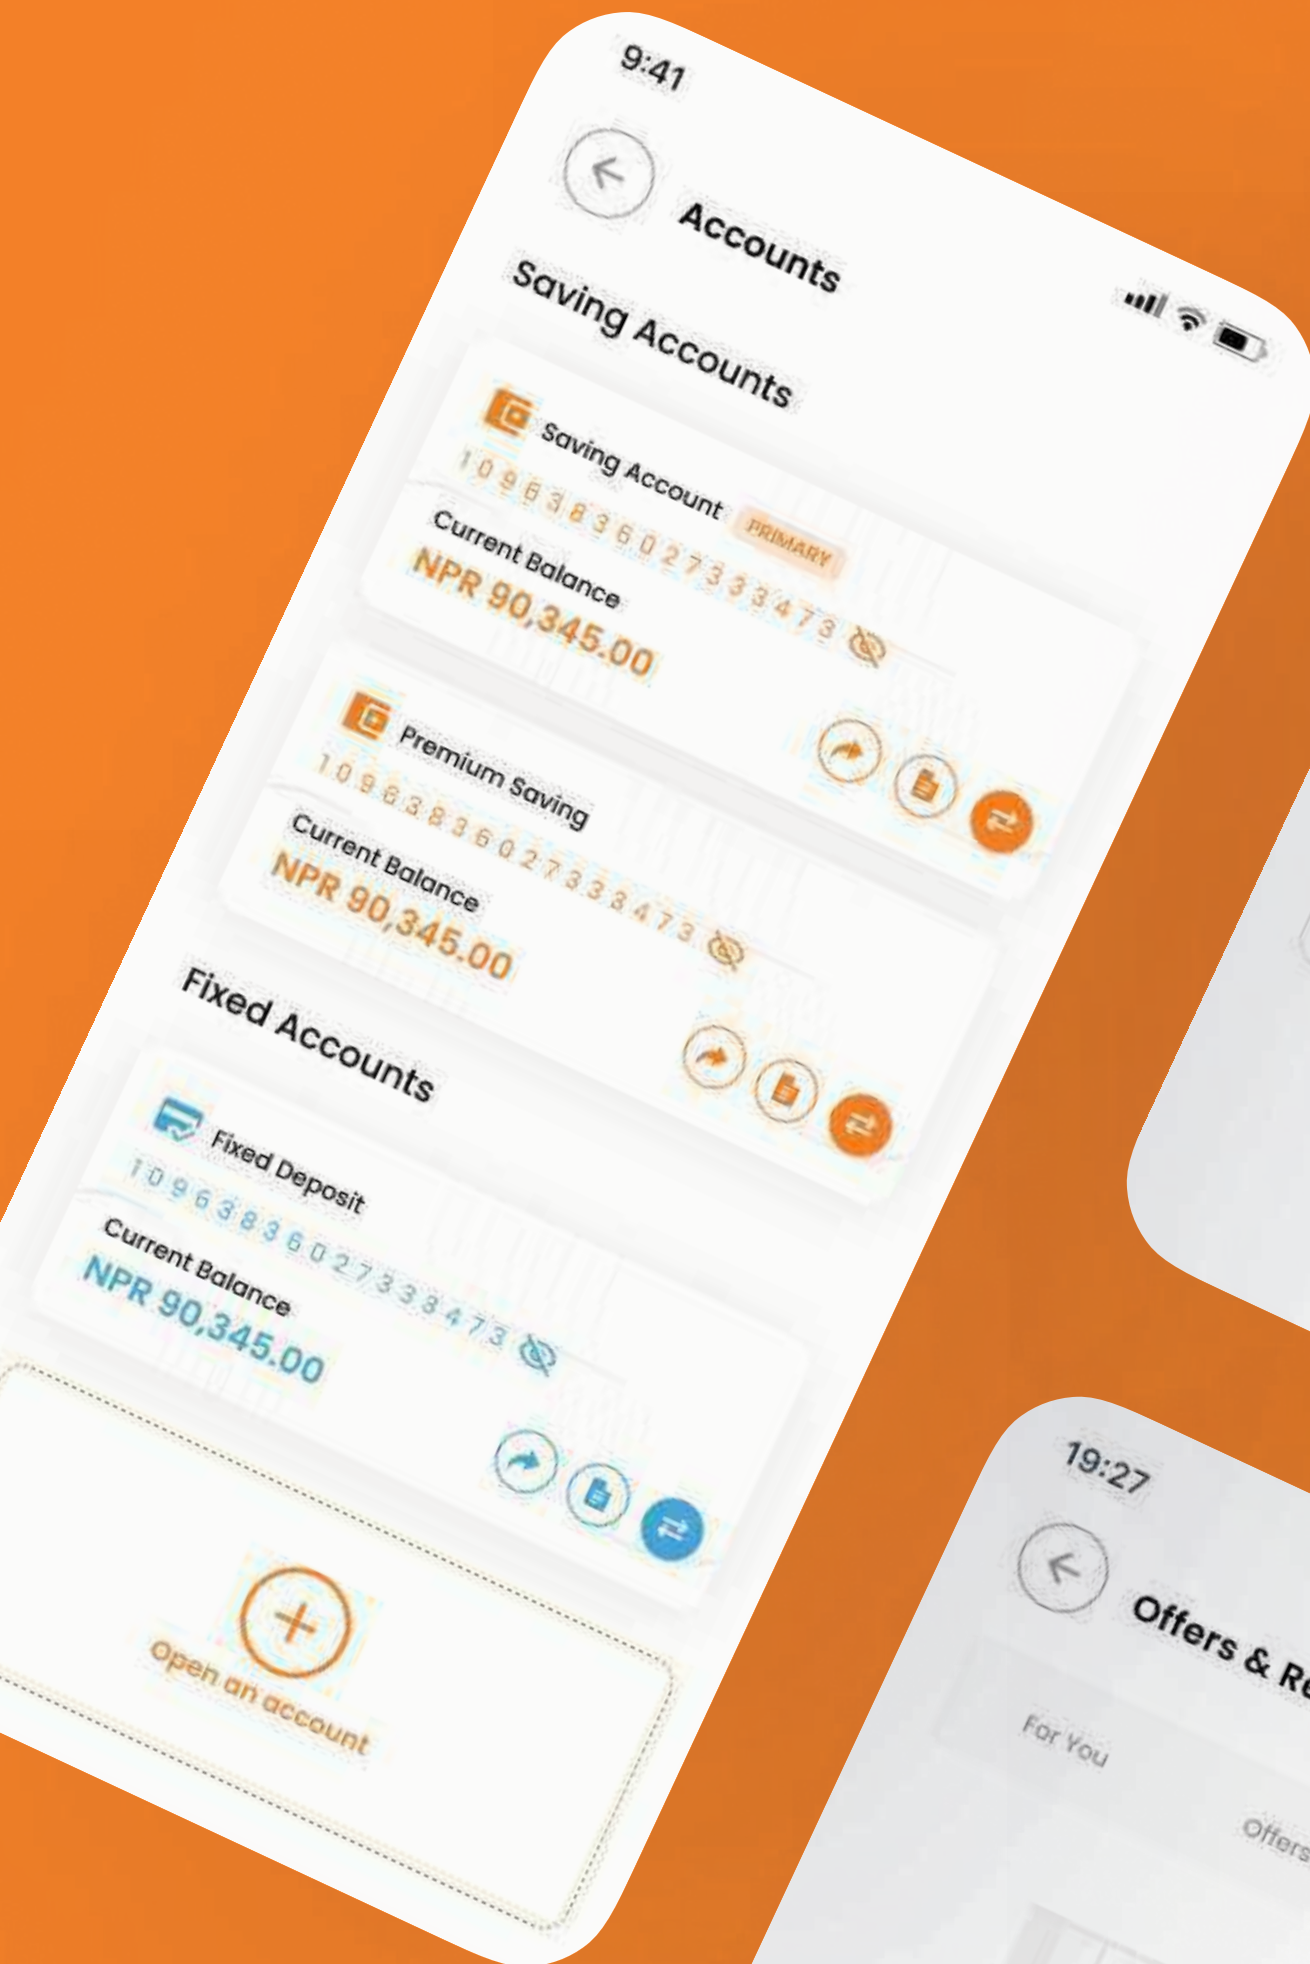 9:41
Accounts
Saving Accounts
Saving Account PRIMARY
1 0 9 6 3 8 3 6 0 2 7 3 3 3 4 7 3
Current Balance
NPR 90,345.00
Premium Saving
1 0 9 6 3 8 3 6 0 2 7 3 3 3 4 7 3
Current Balance
NPR 90,345.00
Fixed Accounts
Fixed Deposit
1 0 9 6 3 8 3 6 0 2 7 3 3 3 4 7 3
Current Balance
NPR 90,345.00
Open an account
19:27
Offers &
For You
Offers